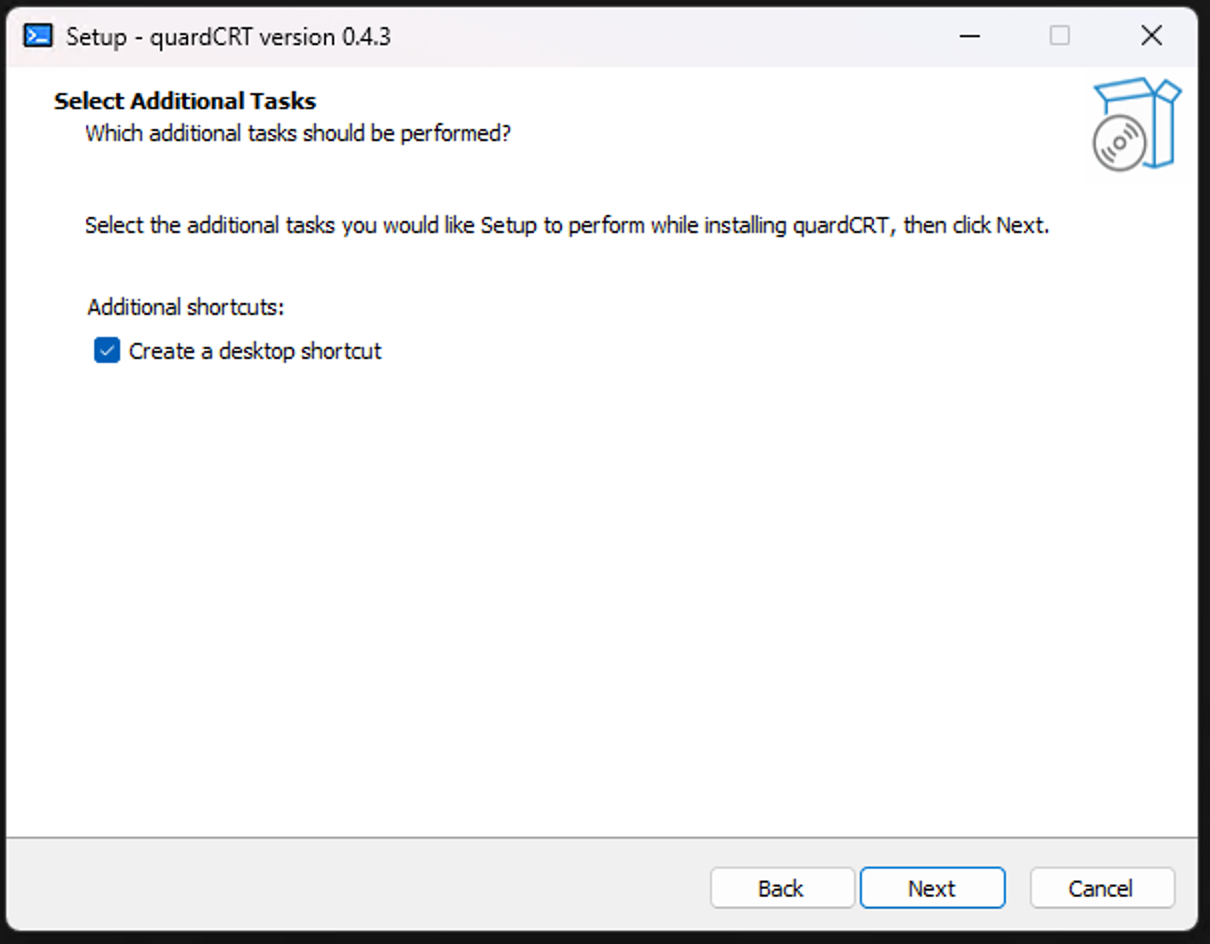 Setup - quardCRT version 0.4.3
Select Additional Tasks
Which additional tasks should be performed?
Select the additional tasks you would like Setup to perform while installing quardCRT, then click Next.
Additional shortcuts:
Create a desktop shortcut
Back
Next
Cancel